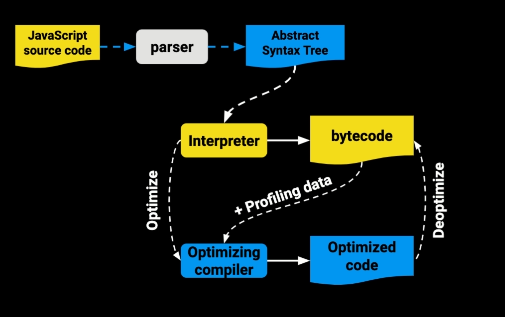 JavaScript
source code
parser
Abstract
Syntax Tree
Interpreter
bytecode
Optimize
+ Profiling data
Deoptimize
Optimizing
compiler
Optimized
code